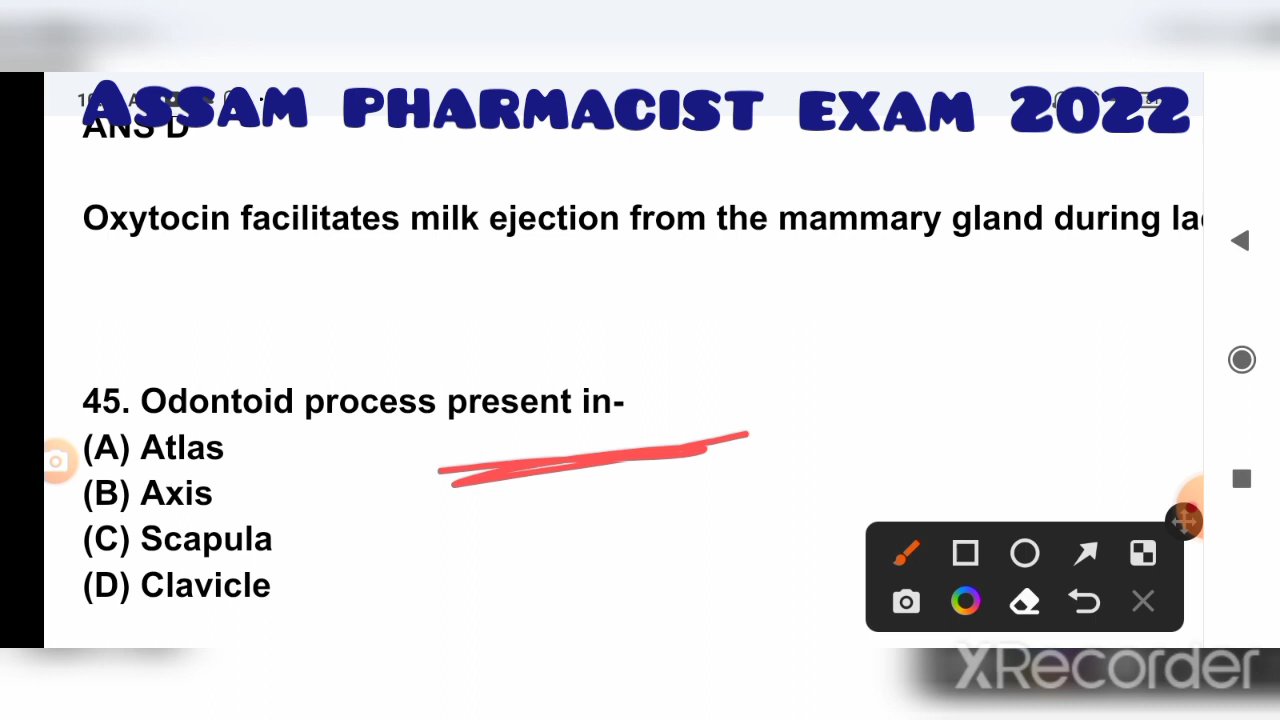 ASSAM PHARMACIST EXAM 2022
ANS D
Oxytocin facilitates milk ejection from the mammary gland during
45. Odontoid process present in-
(A) Atlas
(B) Axis
(C) Scapula
(D) Clavicle
XRecorder